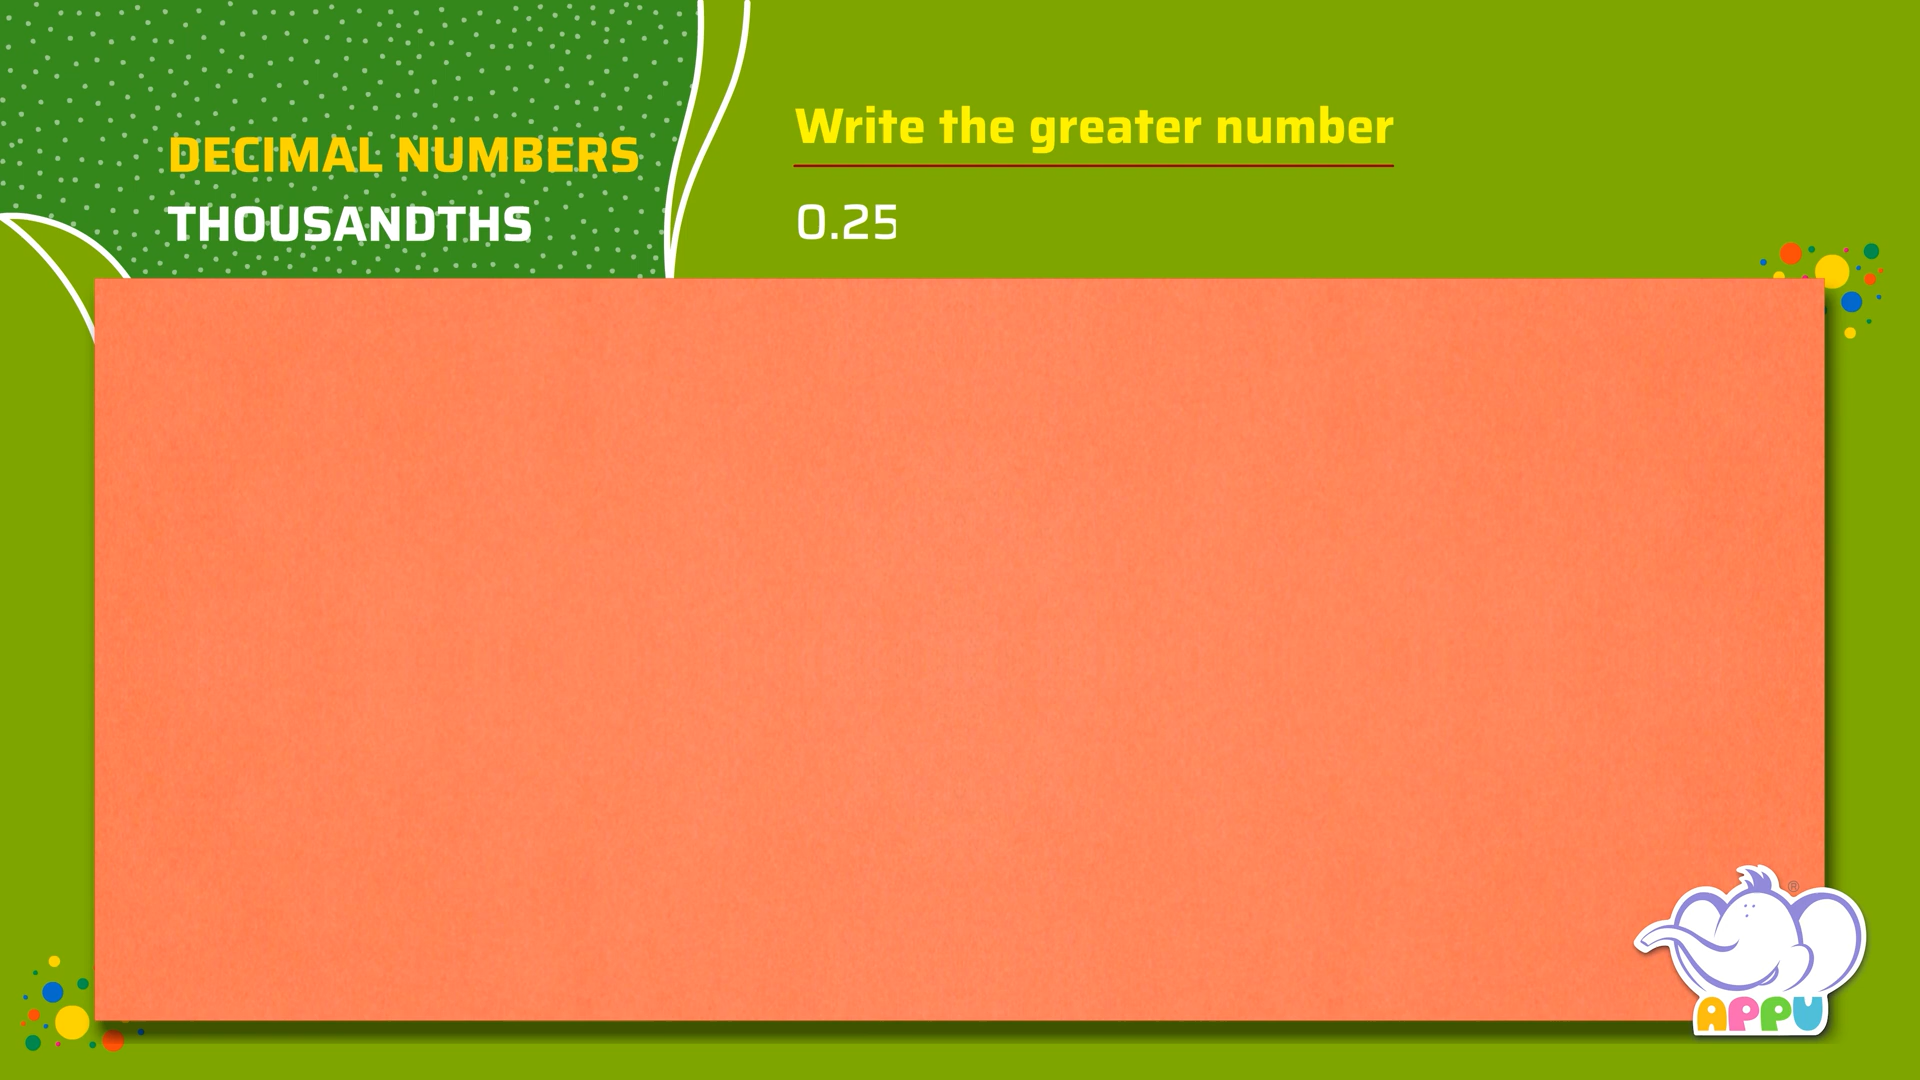 DECIMAL NUMBERS
THOUSANDTHS
Write the greater number
0.25
APPU
®